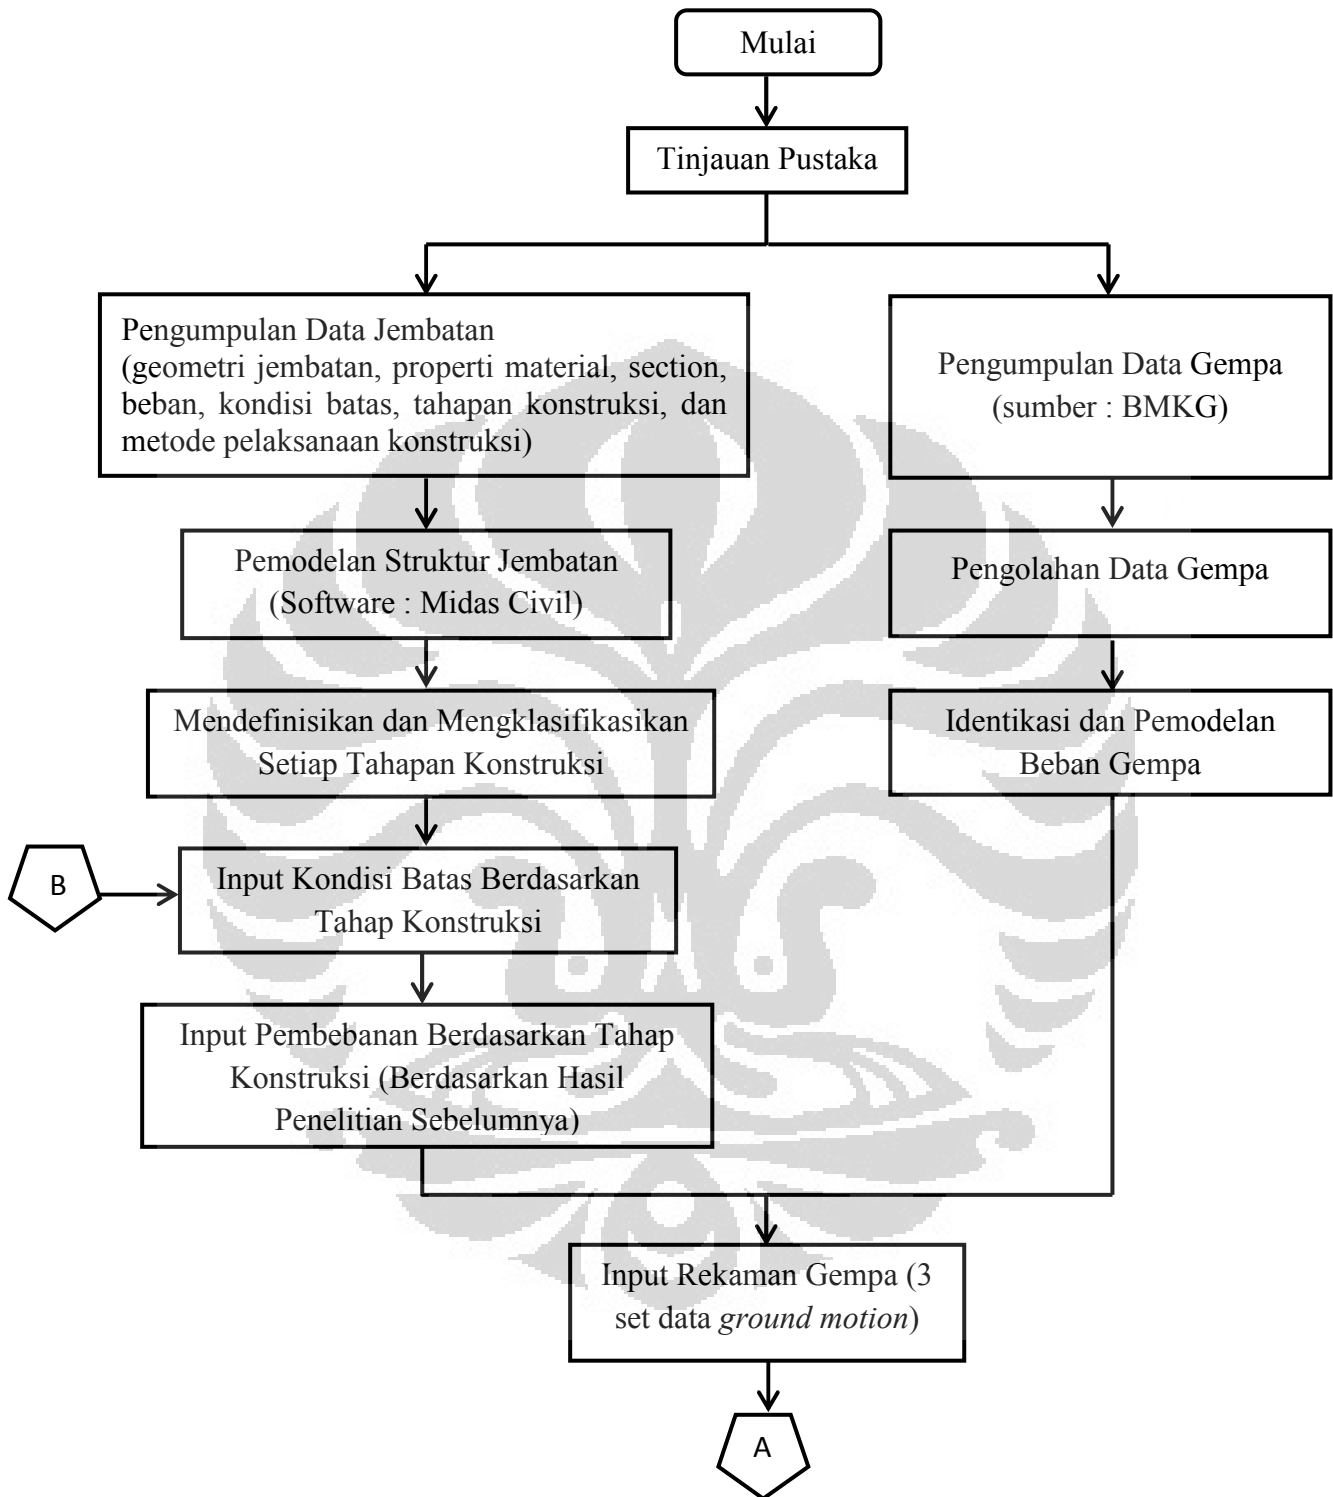 Mulai
Tinjauan Pustaka
Pengumpulan Data Jembatan
(geometri jembatan, properti material, section,
beban, kondisi batas, tahapan konstruksi, dan
metode pelaksanaan konstruksi)
Pengumpulan Data Gempa
(sumber : BMKG)
Pemodelan Struktur Jembatan
(Software : Midas Civil)
Pengolahan Data Gempa
Mendefinisikan dan Mengklasifikasikan
Setiap Tahapan Konstruksi
Identikasi dan Pemodelan
Beban Gempa
B
Input Kondisi Batas Berdasarkan
Tahap Konstruksi
Input Pembebanan Berdasarkan Tahap
Konstruksi (Berdasarkan Hasil
Penelitian Sebelumnya)
Input Rekaman Gempa (3
set data ground motion)
A